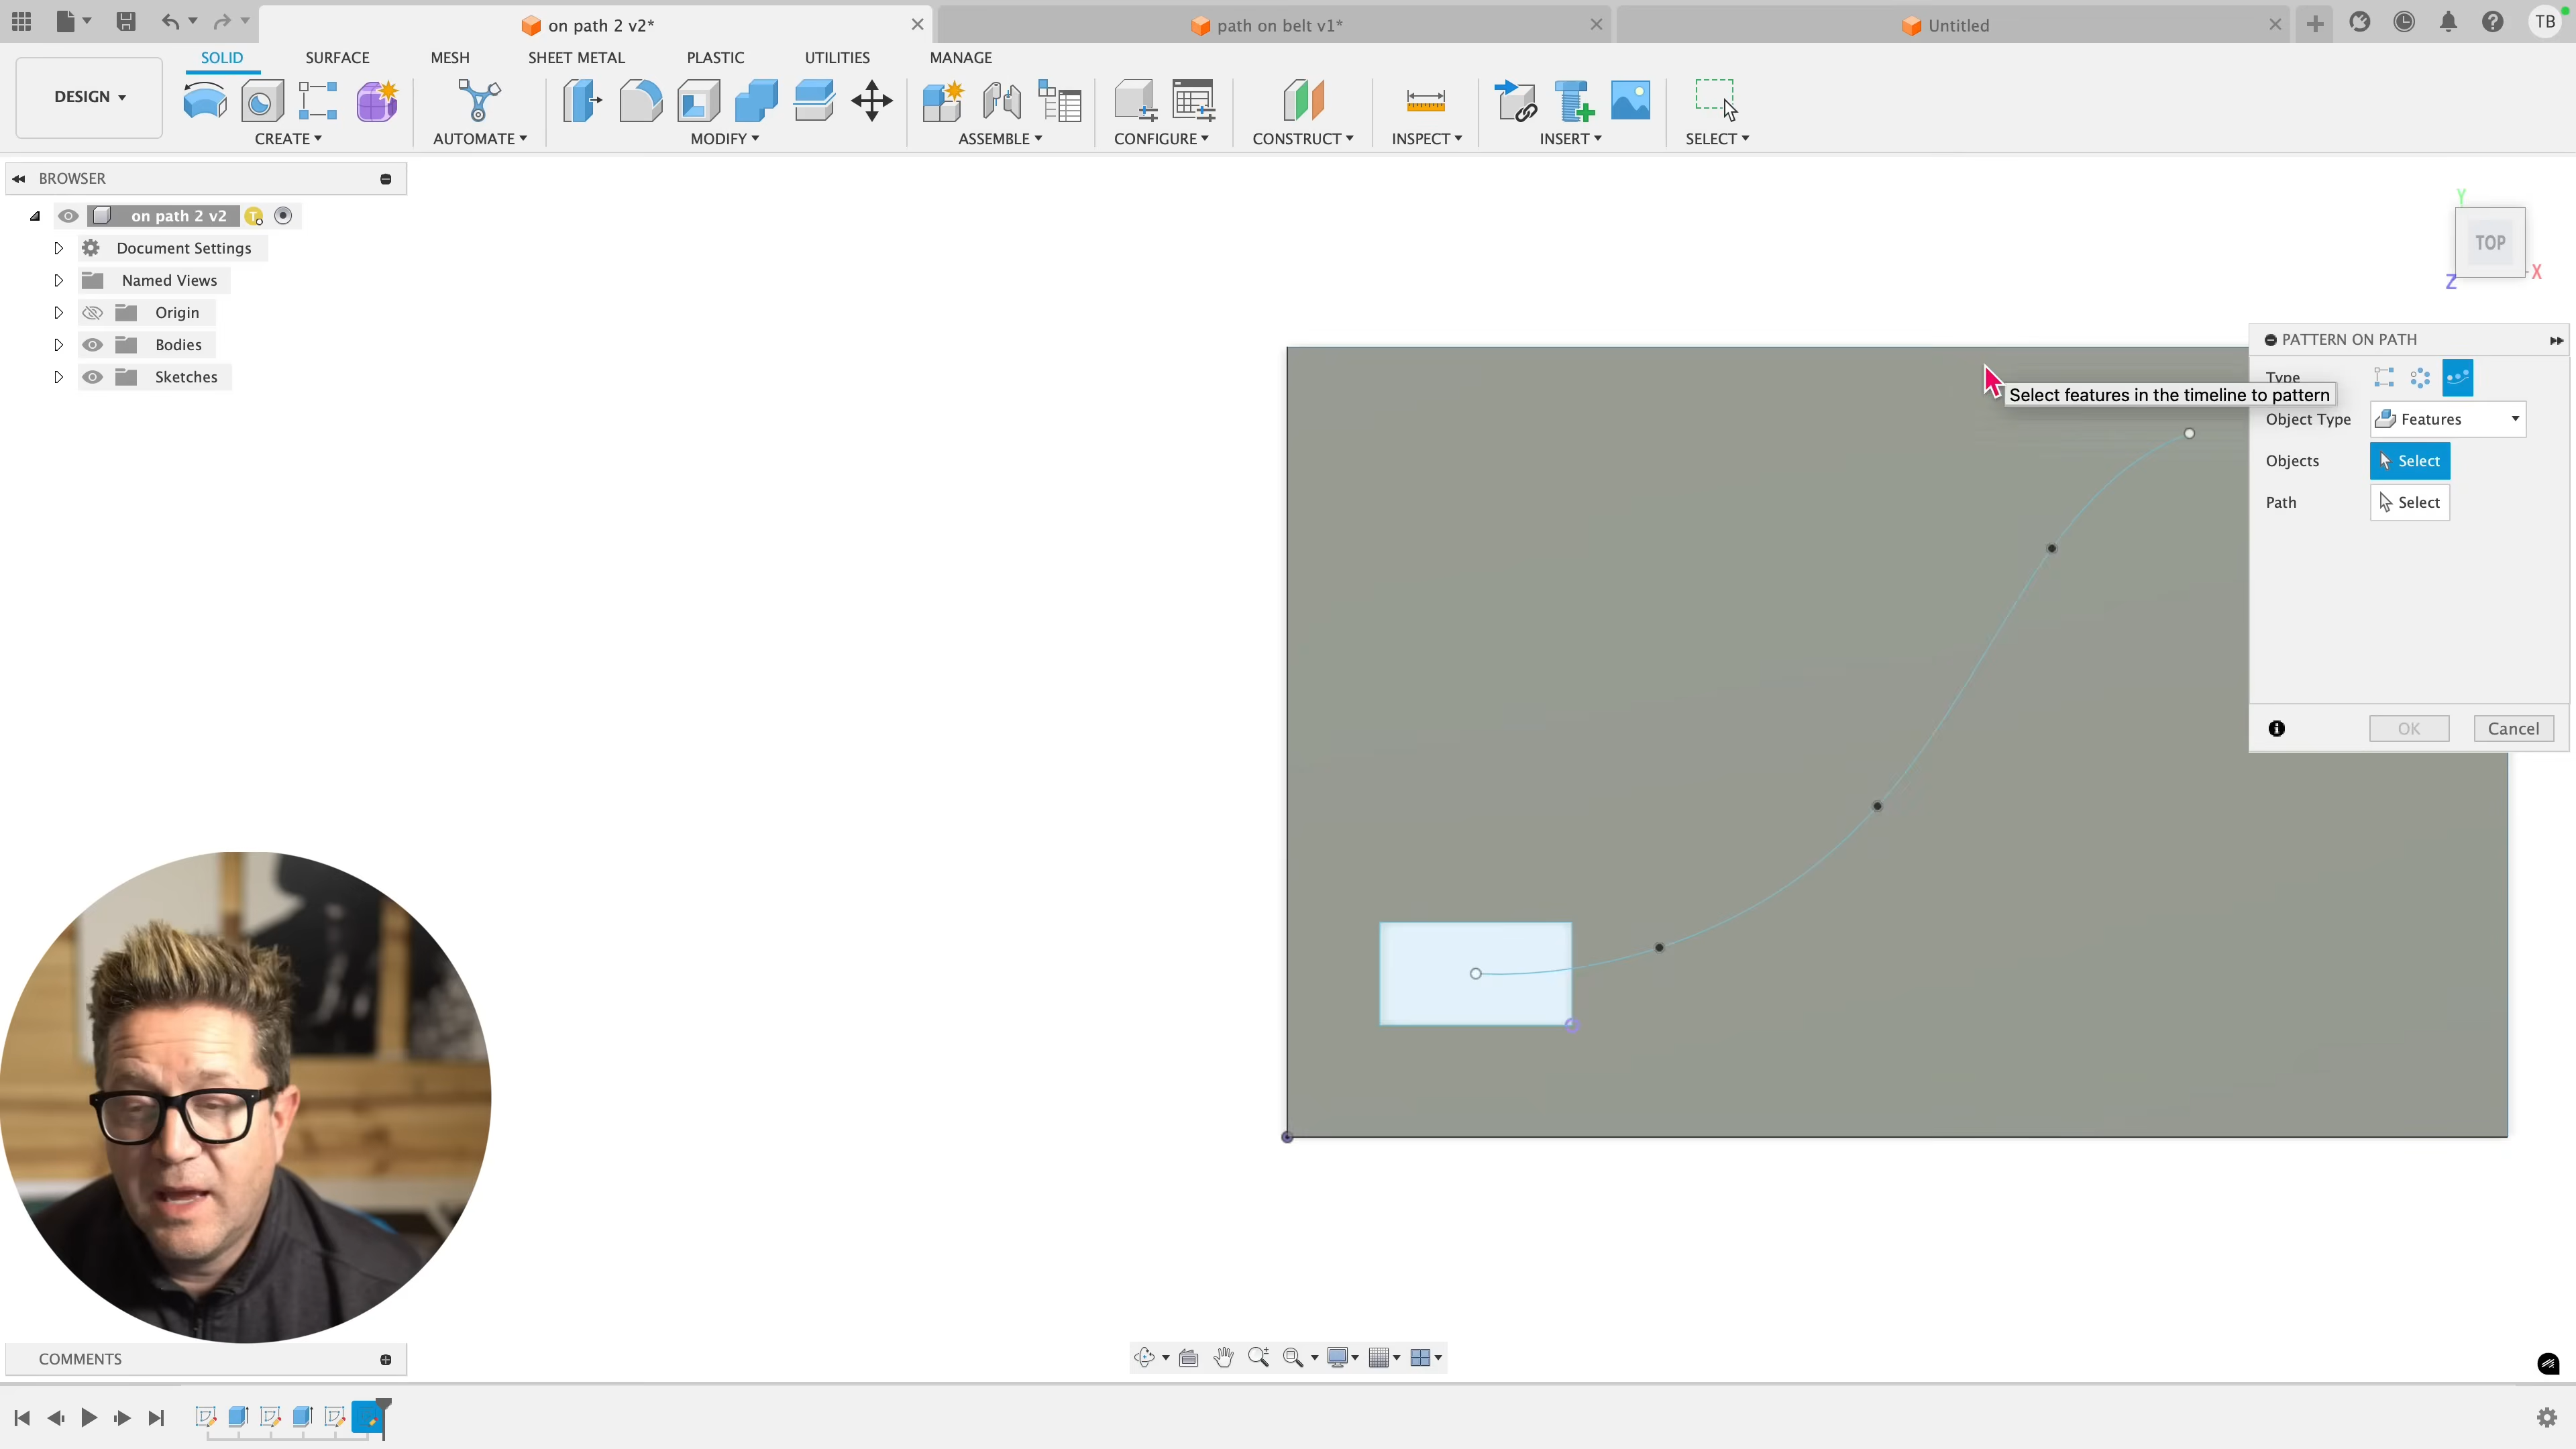 on path 2 v2*
path on belt v1*
Untitled
TB
SOLID
SURFACE
MESH
SHEET METAL
PLASTIC
UTILITIES
MANAGE
DESIGN
CREATE
AUTOMATE
MODIFY
ASSEMBLE
CONFIGURE
CONSTRUCT
INSPECT
INSERT
SELECT
BROWSER
on path 2 v2
Document Settings
Named Views
Origin
Bodies
Sketches
Y
TOP
X
Z
PATTERN ON PATH
Type
Select features in the timeline to pattern
Object Type
Features
Objects
Select
Path
Select
OK
Cancel
COMMENTS